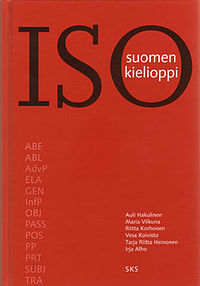 ISO
suomen
kielioppi
ABE
ABL
AdvP
ELA
GEN
InfP
OBJ
PASS
POS
PP
PRT
SUBJ
TRA
Auli Hakulinen
Maria Vilkuna
Riitta Korhonen
Vesa Koivisto
Tarja Riitta Heinonen
Irja Alho
SKS